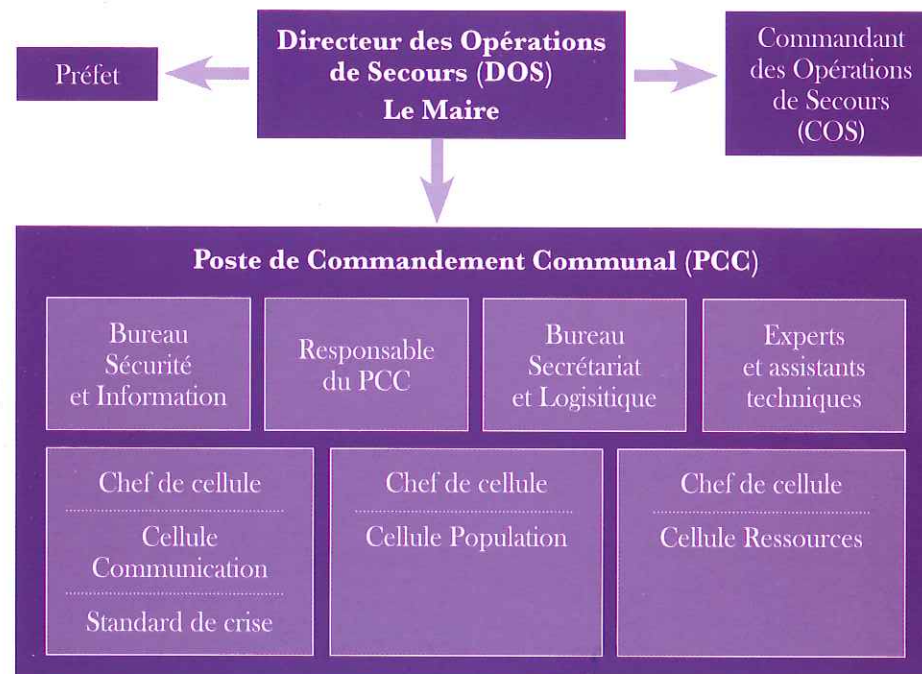 Préfet
Directeur des Opérations
de Secours (DOS)
Le Maire
Commandant
des Opérations
de Secours
(COS)
Poste de Commandement Communal (PCC)
Bureau
Sécurité
et Information
Responsable
du PCC
Bureau
Secrétariat
et Logisitique
Experts
et assistants
techniques
Chef de cellule
Cellule
Communication
Standard de crise
Chef de cellule
Cellule Population
Chef de cellule
Cellule Ressources